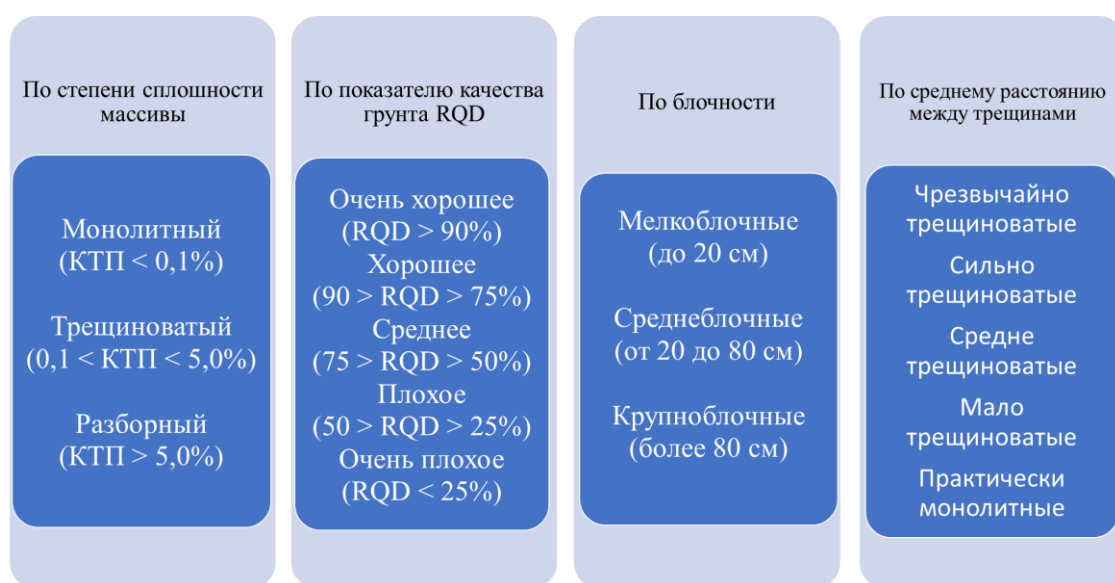 По степени сплошности
массивы
Монолитный
(КТП < 0,1%)
Трещиноватый
(0,1 < КТП < 5,0%)
Разборный
(КТП > 5,0%)
По показателю качества
грунта RQD
Очень хорошее
(RQD > 90%)
Хорошее
(90 > RQD > 75%)
Среднее
(75 > RQD > 50%)
Плохое
(50 > RQD > 25%)
Очень плохое
(RQD < 25%)
По блочности
Мелкоблочные
(до 20 см)
Среднеблочные
(от 20 до 80 см)
Крупноблочные
(более 80 см)
По среднему расстоянию
между трещинами
Чрезвычайно
трещиноватые
Сильно
трещиноватые
Средне
трещиноватые
Мало
трещиноватые
Практически
монолитные